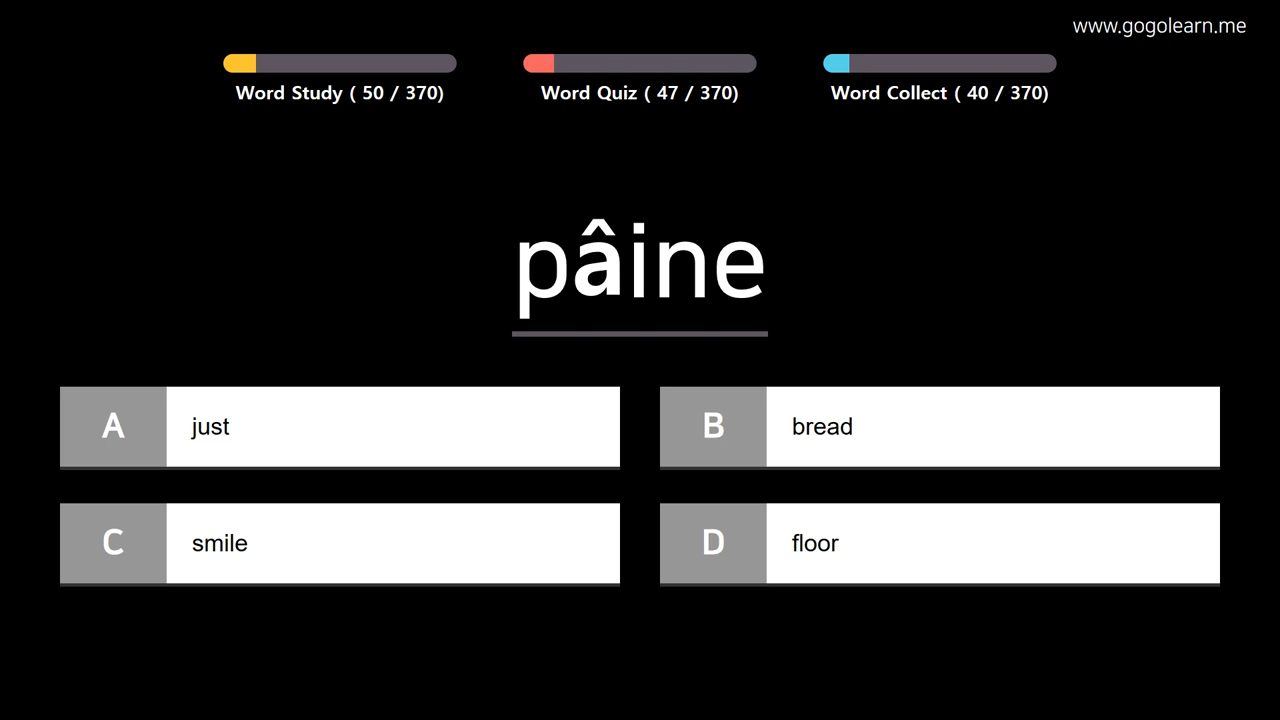 www.gogolearn.me
Word Study ( 50 / 370)
Word Quiz ( 47 / 370)
Word Collect ( 40 / 370)
pâine
A just
B bread
C smile
D floor